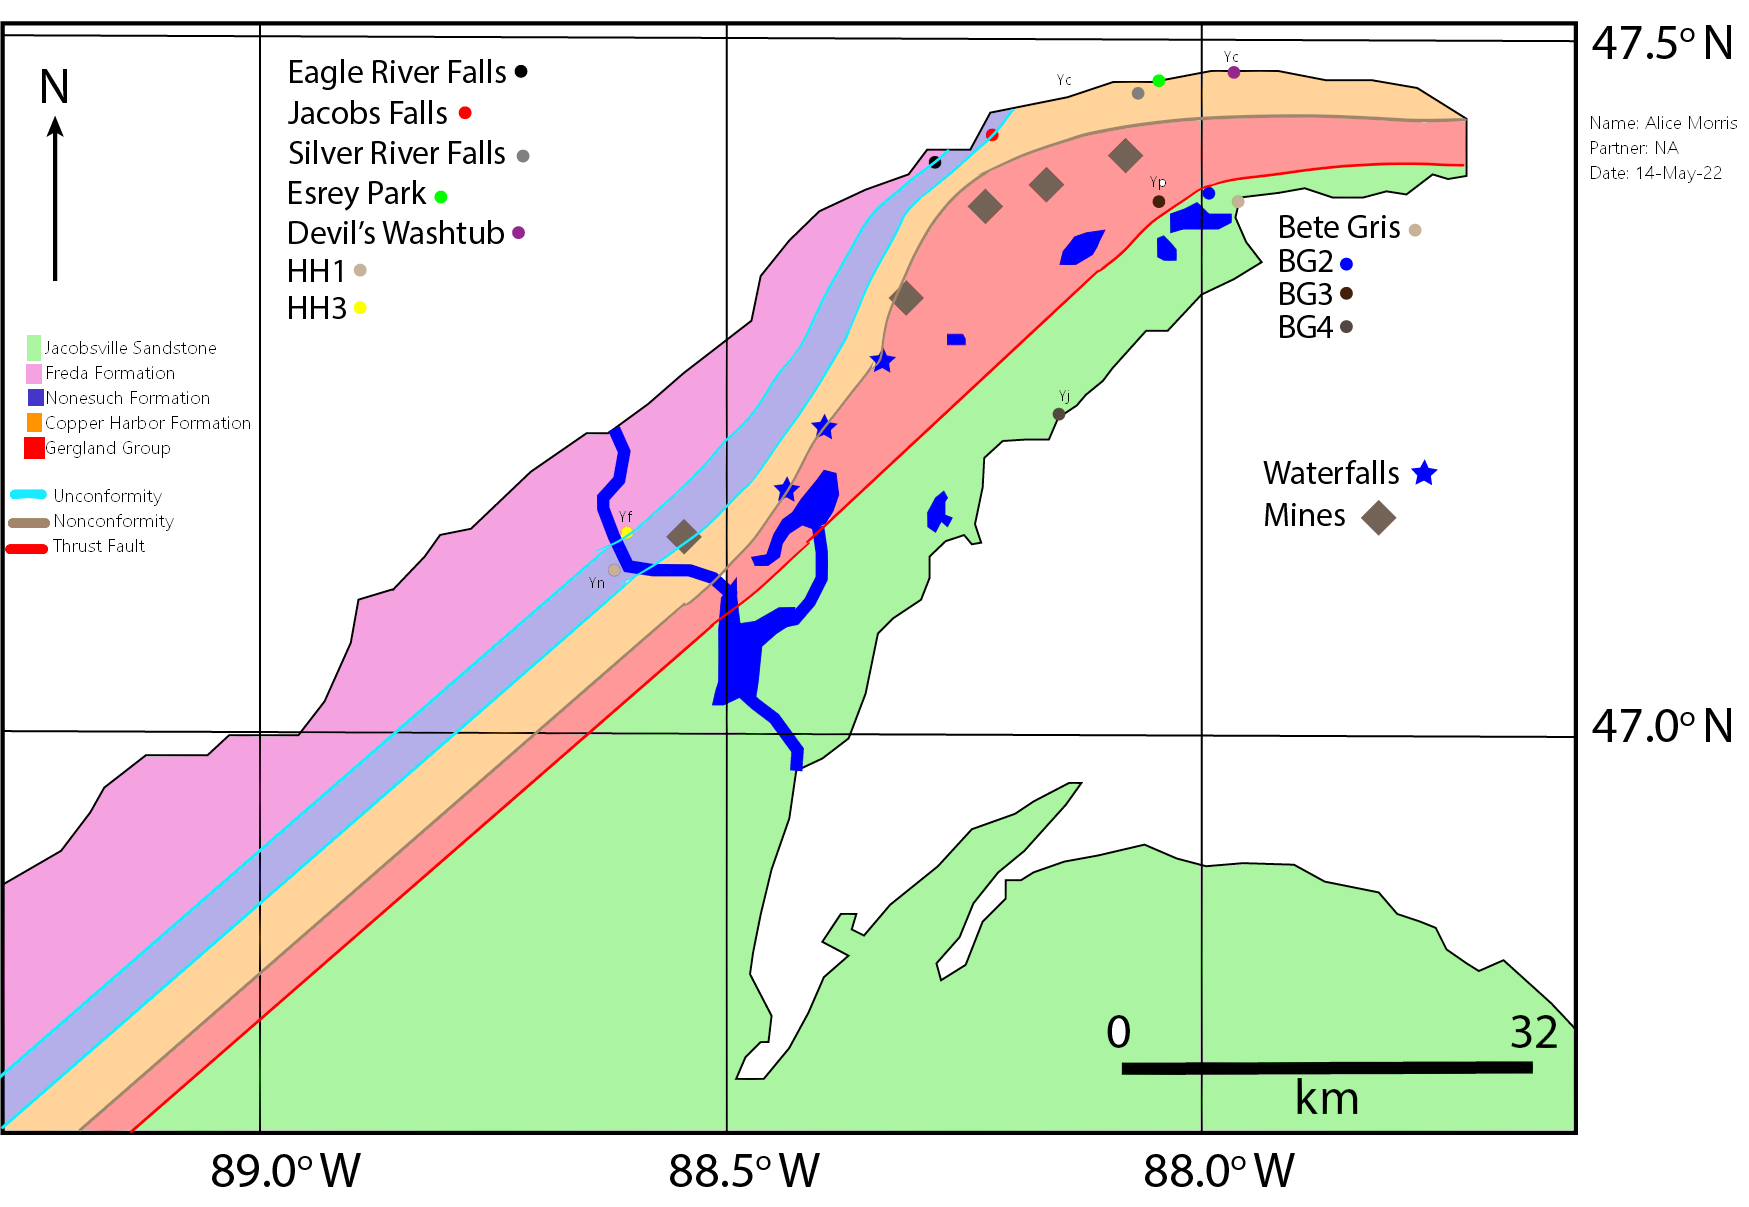 47.5° N
N
Eagle River Falls
Jacobs Falls
Silver River Falls
Esrey Park
Devil's Washtub
HH1
HH3
Yc
Yc
Name: Alice Morris
Partner: NA
Date: 14-May-22
Yp
Bete Gris
BG2
BG3
BG4
Jacobsville Sandstone
Freda Formation
Nonesuch Formation
Copper Harbor Formation
Gergland Group
Unconformity
Nonconformity
Thrust Fault
Yj
Waterfalls
Mines
Yf
Yn
47.0° N
0 32
km
89.0° W 88.5° W 88.0° W